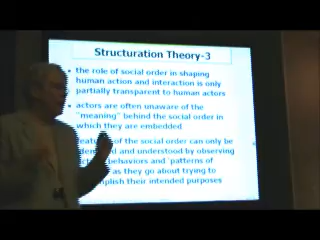 Structuration Theory-3
the role of social order in shaping
human action and interaction is only
partially transparent to human actors
actors are often unaware of the
"meaning" behind the social order in
which they are embedded
of the social order can only be
and understood by observing
behaviors and 'patterns of
as they go about trying to
their intended purposes